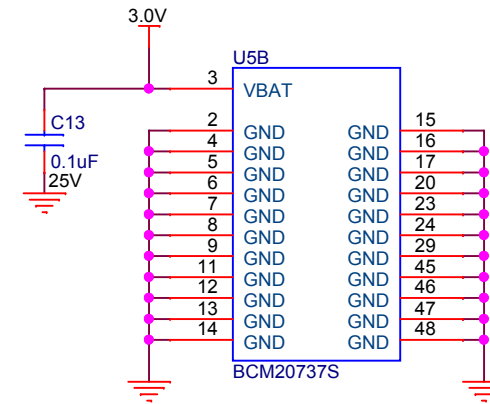 3.0V
U5B
3 VBAT
C13
0.1uF
25V
2 GND GND 15
4 GND GND 16
5 GND GND 17
6 GND GND 20
7 GND GND 23
8 GND GND 24
9 GND GND 29
11 GND GND 45
12 GND GND 46
13 GND GND 47
14 GND GND 48
BCM20737S